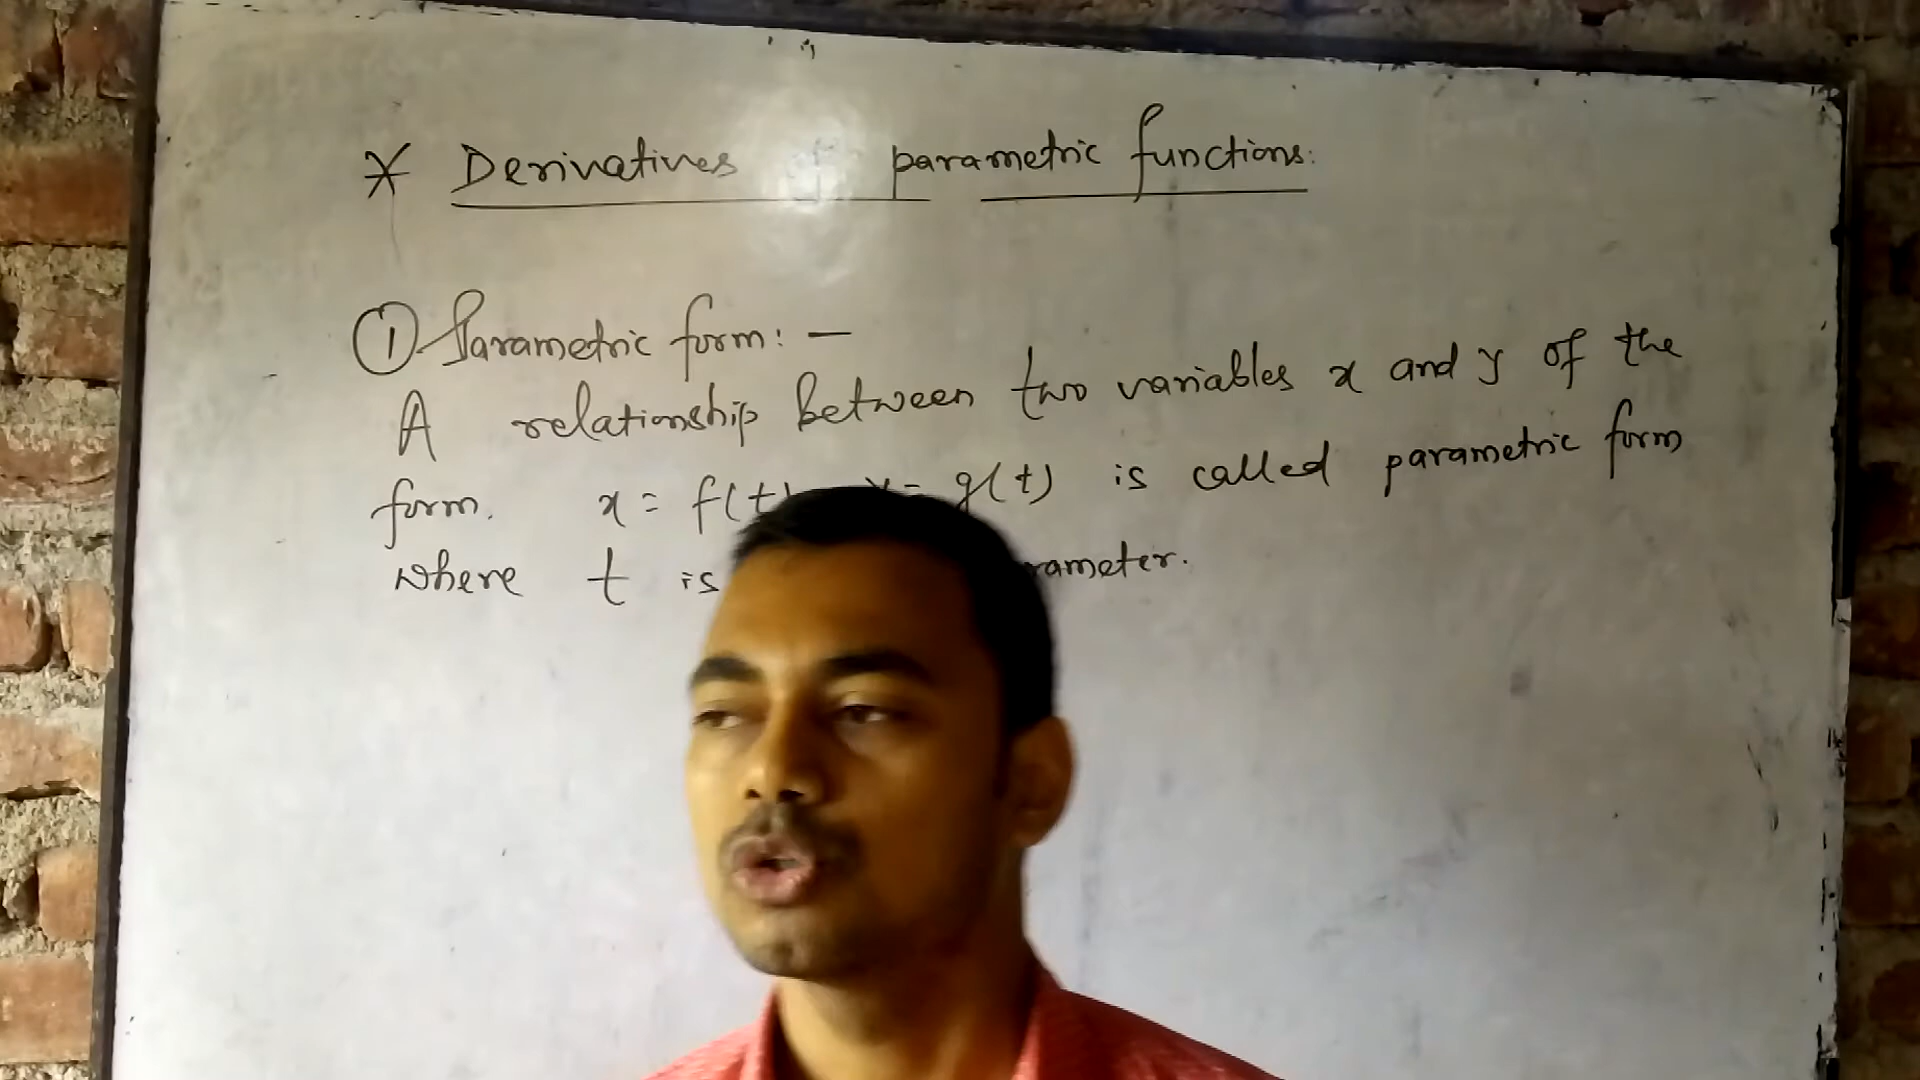 * Derivatives parametric functions:
① Parametric form: —
A relationship between two variables x and y of the
form. x = f(t) y = g(t) is called parametric form
where t is rameter.